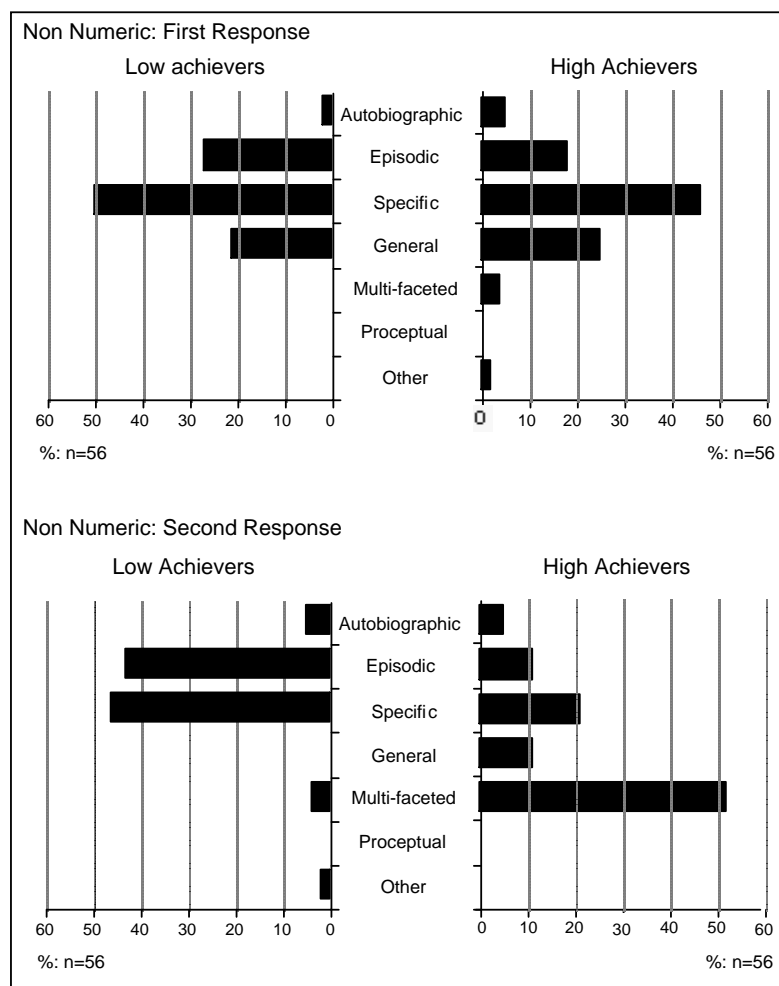 Non Numeric: First Response
Low achievers High Achievers
Autobiographic
Episodic
Specific
General
Multi-faceted
Proceptual
Other
60 50 40 30 20 10 0 0 10 20 30 40 50 60
%: n=56 %: n=56
Non Numeric: Second Response
Low Achievers High Achievers
Autobiographic
Episodic
Specific
General
Multi-faceted
Proceptual
Other
60 50 40 30 20 10 0 0 10 20 30 40 50 60
%: n=56 %: n=56